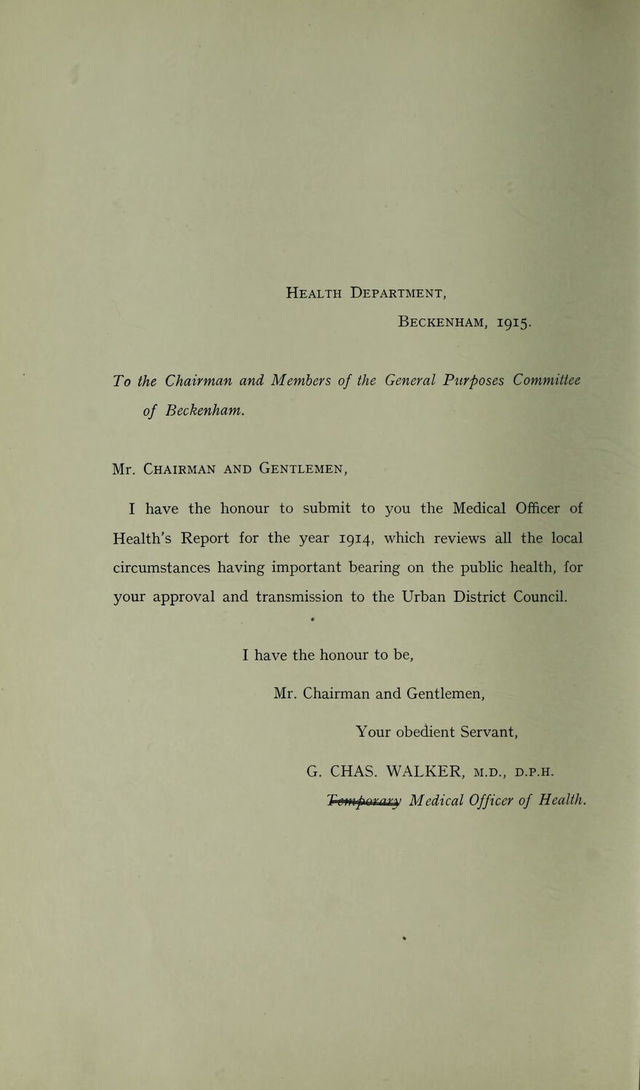 Health Department,
Beckenham, 1915.
To the Chairman and Members of the General Purposes Committee
of Beckenham.
Mr. Chairman and Gentlemen,
I have the honour to submit to you the Medical Officer of
Health's Report for the year 1914, which reviews all the local
circumstances having important bearing on the public health, for
your approval and transmission to the Urban District Council.
I have the honour to be,
Mr. Chairman and Gentlemen,
Your obedient Servant,
G. CHAS. WALKER, M.D., D.P.H.
Temporary Medical Officer of Health.